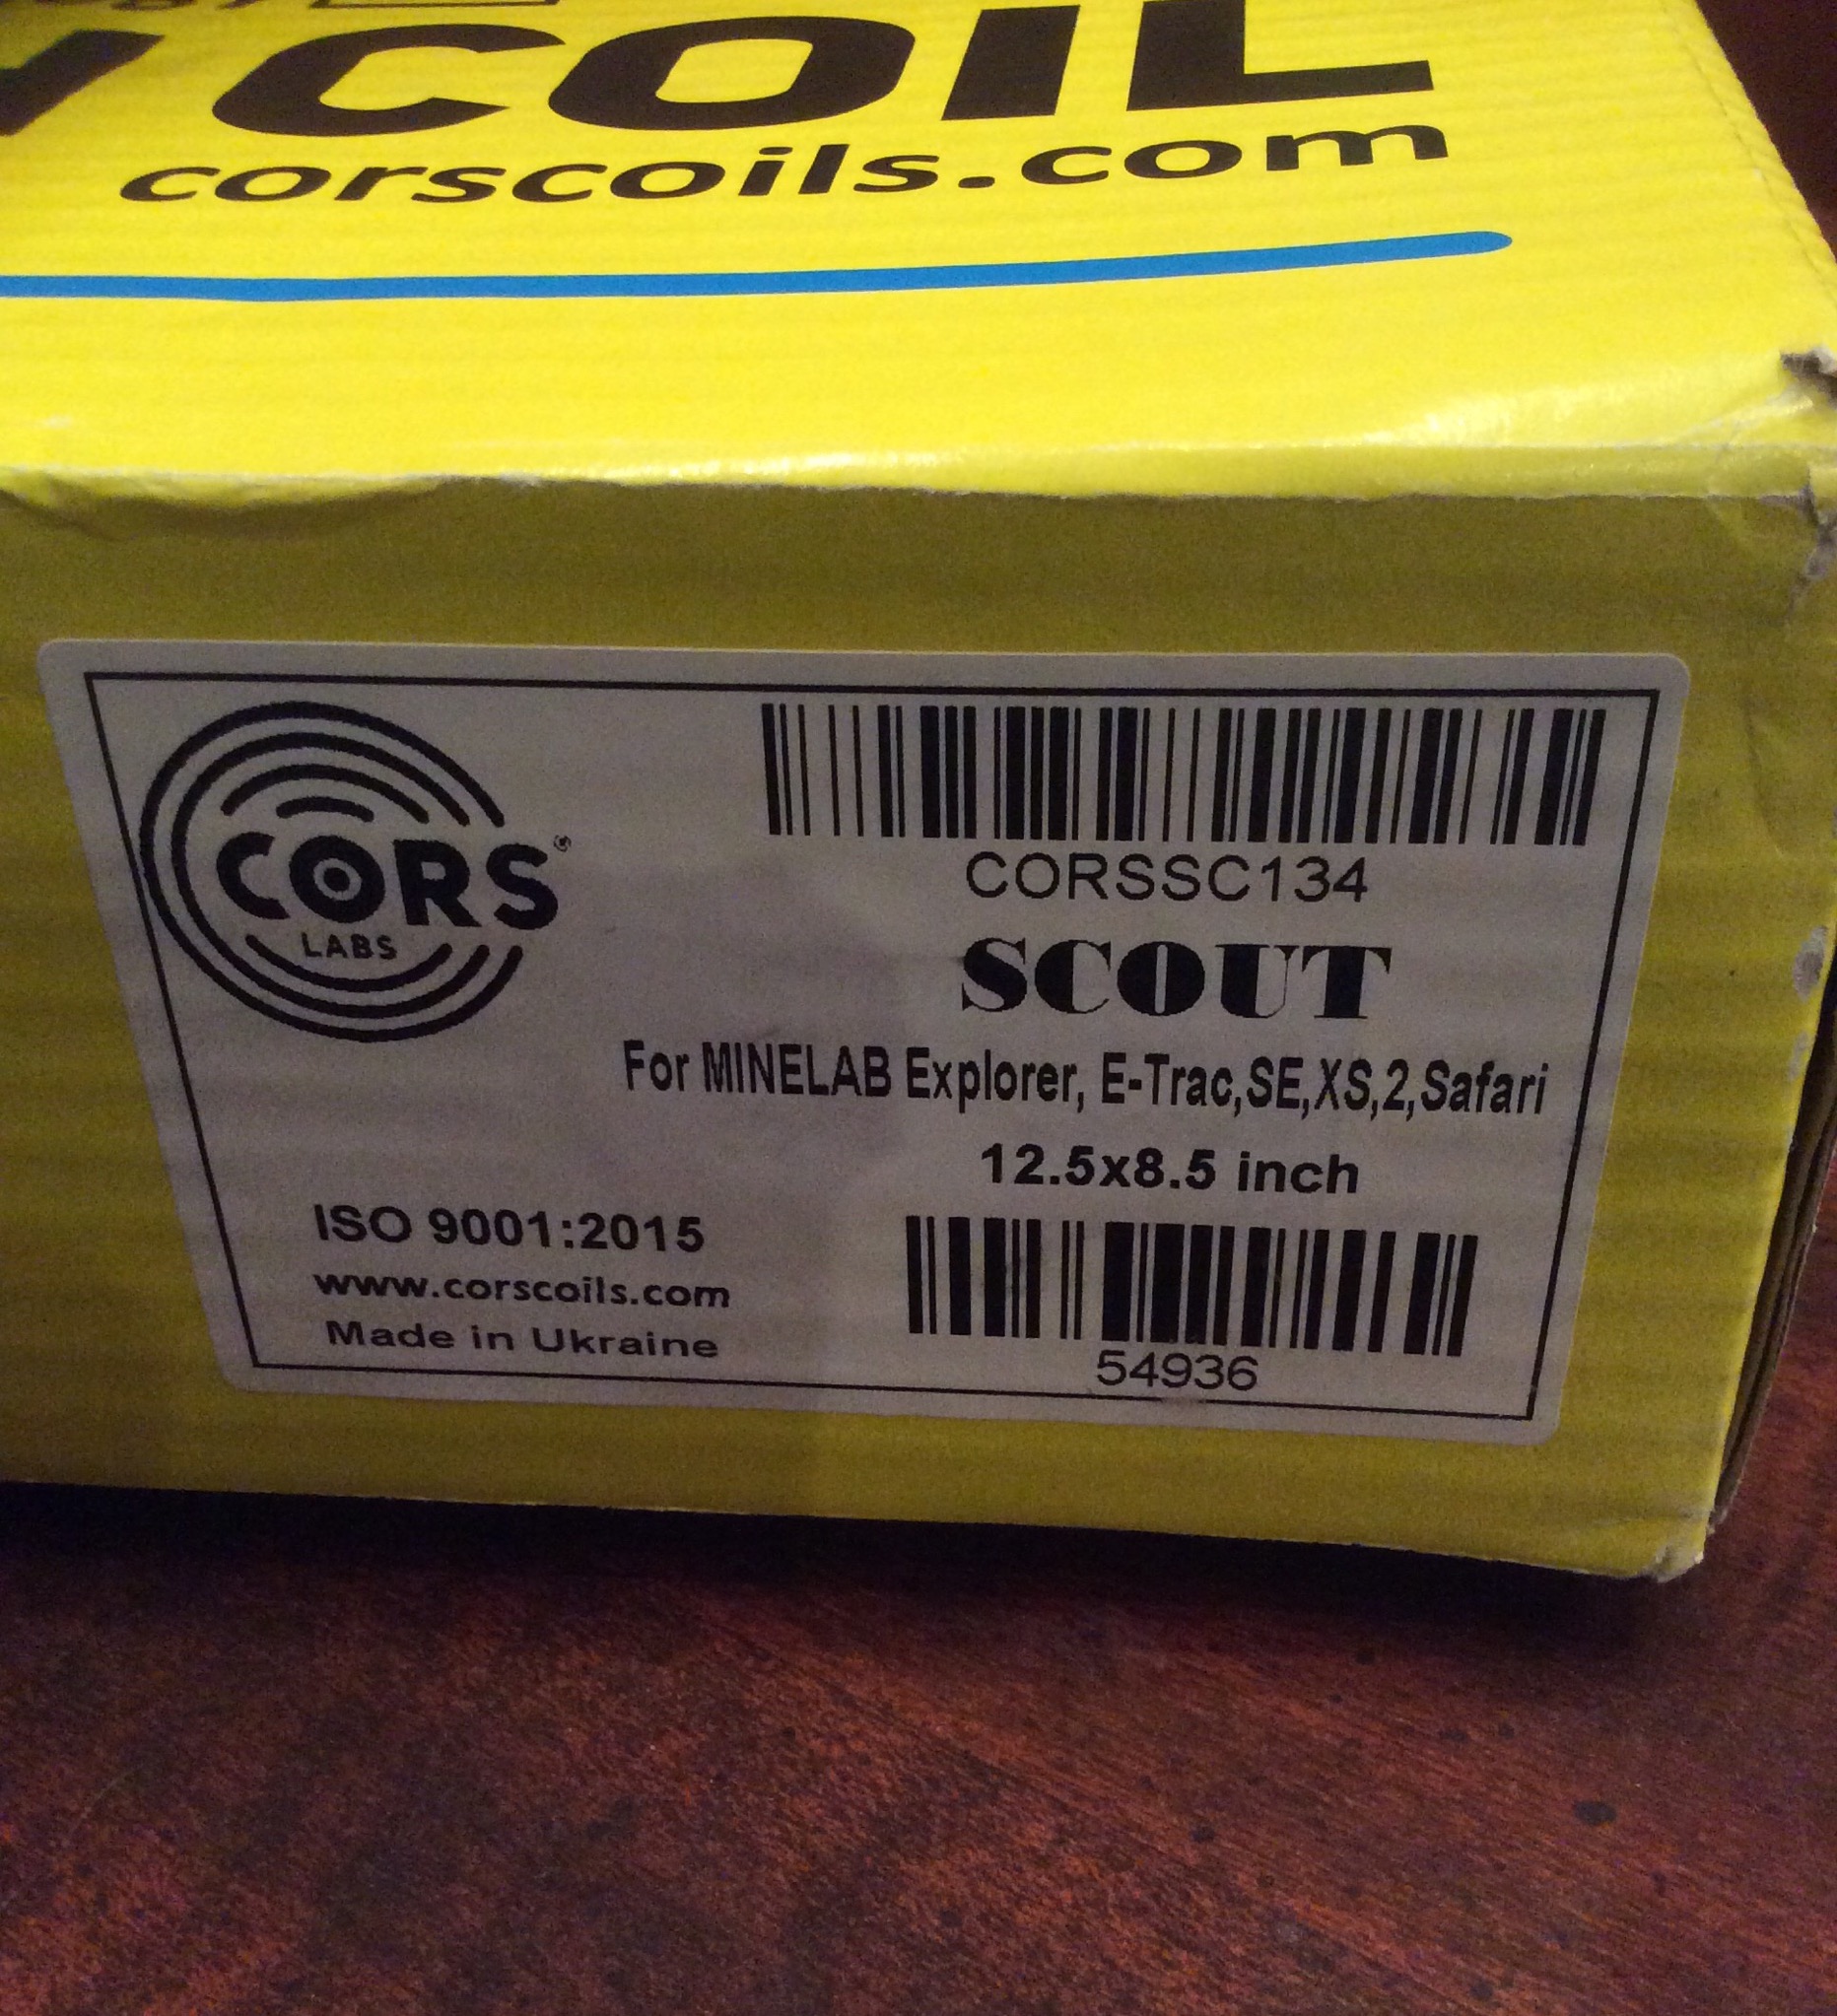 COIL
corscoils.com
CORS®
LABS
CORSSC134
SCOUT
For MINELAB Explorer, E-Trac,SE,XS,2,Safari
12.5x8.5 inch
ISO 9001:2015
www.corscoils.com
Made in Ukraine
54936